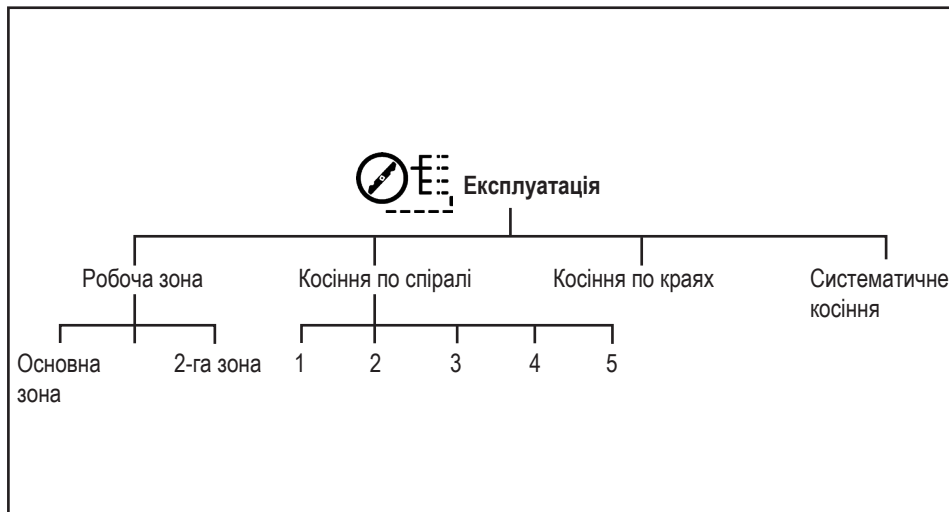 Експлуатація
Робоча зона
Косіння по спіралі
Косіння по краях
Систематичне
косіння
Основна
зона
2-га зона
1
2
3
4
5